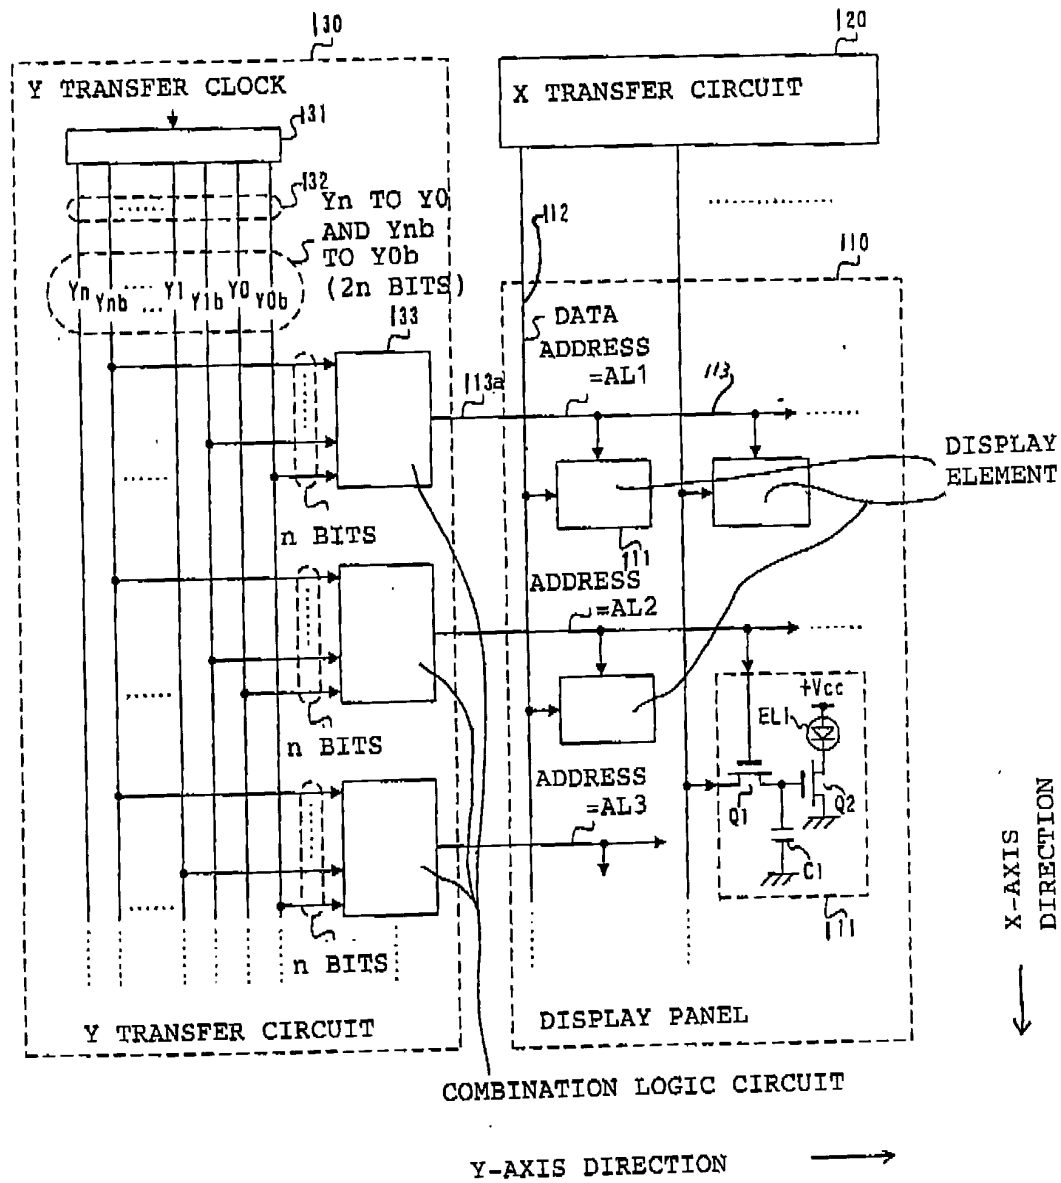 130
120
Y TRANSFER CLOCK
X TRANSFER CIRCUIT
131
132
Yn TO Y0
AND Ynb
TO Y0b
(2n BITS)
112
110
Yn Ynb ...... ... Y1 Y1b Y0 Y0b
DATA
133
ADDRESS
=AL1
113a
113
DISPLAY
ELEMENT
n BITS
111
ADDRESS
=AL2
+Vcc
EL1
n BITS
ADDRESS
=AL3
Q1
Q2
C1
111
n BITS
X-AXIS
DIRECTION
Y TRANSFER CIRCUIT
DISPLAY PANEL
COMBINATION LOGIC CIRCUIT
Y-AXIS DIRECTION